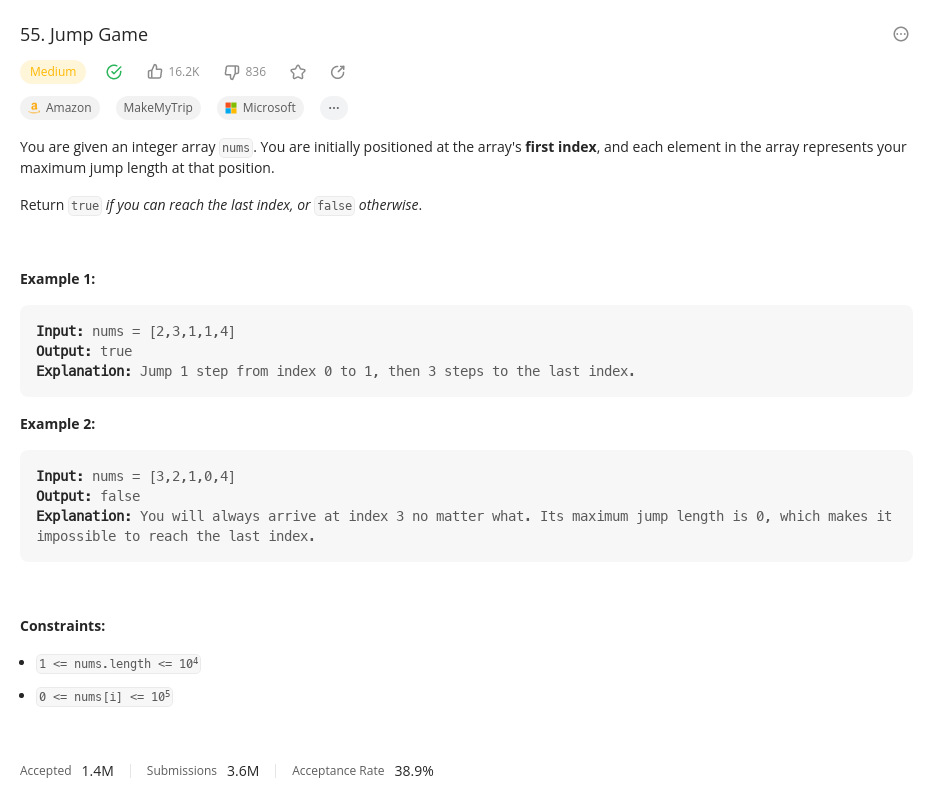 55. Jump Game
Medium 16.2K 836
Amazon MakeMyTrip Microsoft ...
You are given an integer array nums. You are initially positioned at the array's first index, and each element in the array represents your
maximum jump length at that position.
Return true if you can reach the last index, or false otherwise.
Example 1:
Input: nums = [2,3,1,1,4]
Output: true
Explanation: Jump 1 step from index 0 to 1, then 3 steps to the last index.
Example 2:
Input: nums = [3,2,1,0,4]
Output: false
Explanation: You will always arrive at index 3 no matter what. Its maximum jump length is 0, which makes it
impossible to reach the last index.
Constraints:
1 <= nums.length <= 10⁴
0 <= nums[i] <= 10⁵
Accepted 1.4M Submissions 3.6M Acceptance Rate 38.9%